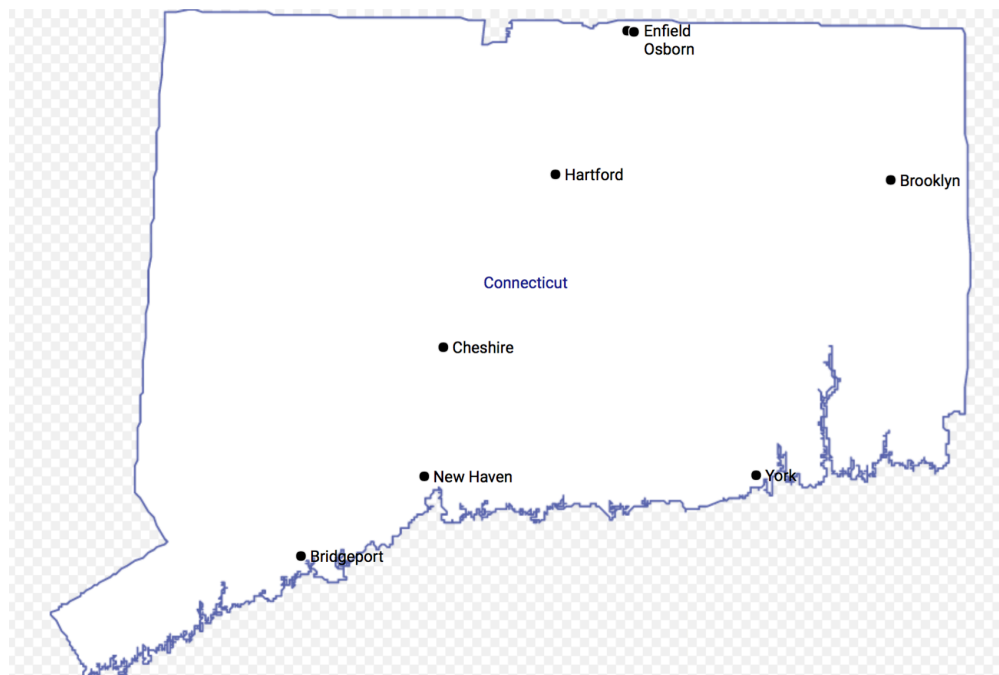 Enfield
Osborn
Hartford
Brooklyn
Connecticut
Cheshire
New Haven
York
Bridgeport